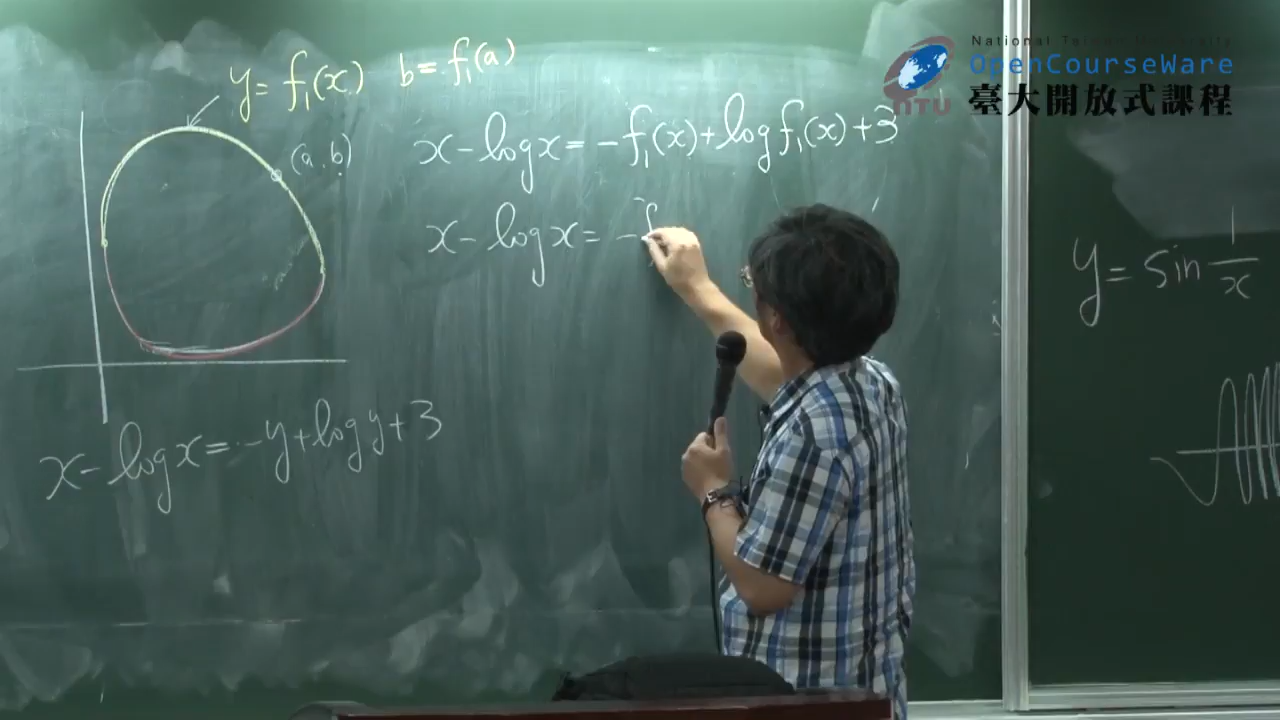 y = f₁(x) b = f₁(a)
(a, b)
x - log x = -f₁(x) + log f₁(x) + 3
x - log x = -f
x - log x = -y + log y + 3
y = sin 1/x
National Taiwan University
OpenCourseWare
NTU
臺大開放式課程